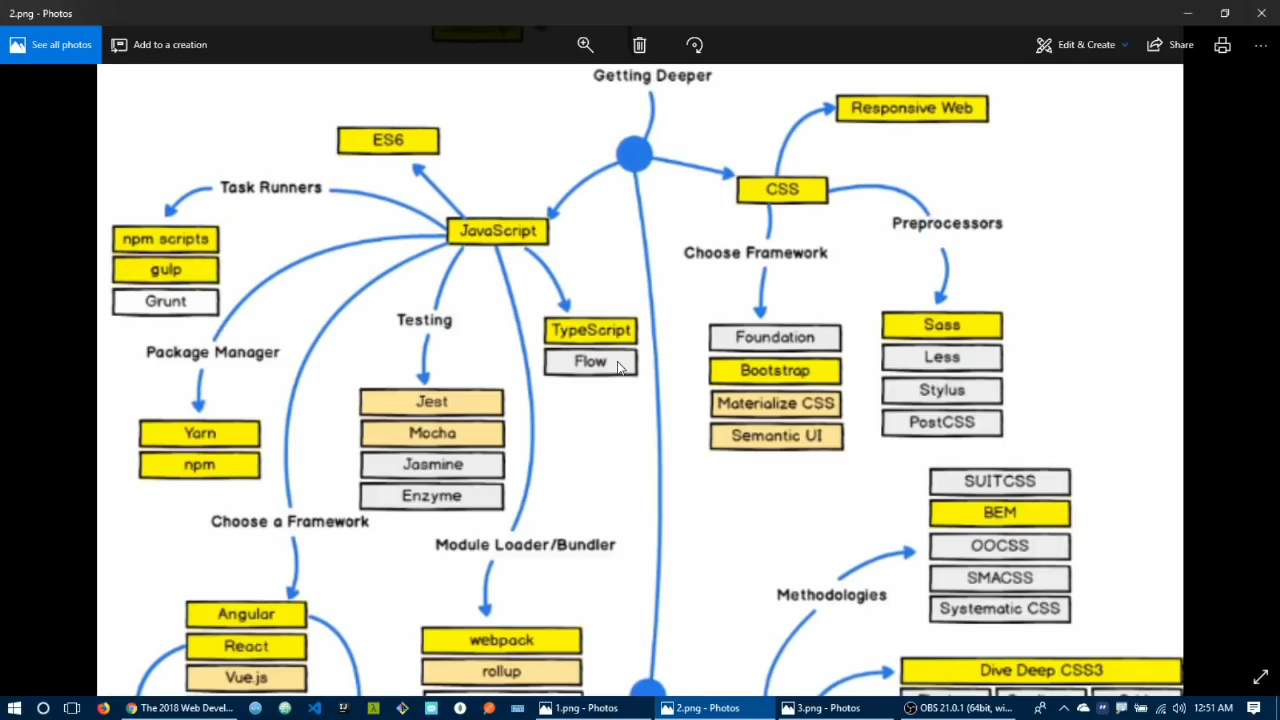 2.png - Photos
See all photos
Add to a creation
Edit & Create
Share
Getting Deeper
Responsive Web
ES6
Task Runners
CSS
JavaScript
Preprocessors
npm scripts
gulp
Grunt
Choose Framework
Testing
TypeScript
Flow
Package Manager
Foundation
Bootstrap
Materialize CSS
Semantic UI
Sass
Less
Stylus
PostCSS
Jest
Mocha
Jasmine
Enzyme
Yarn
npm
SUITCSS
BEM
OOCSS
SMACSS
Systematic CSS
Choose a Framework
Module Loader/Bundler
Methodologies
Angular
React
Vue.js
webpack
rollup
Dive Deep CSS3
The 2018 Web Devel...
1.png - Photos
2.png - Photos
3.png - Photos
OBS 21.0.1 (64bit, wi...
12:51 AM